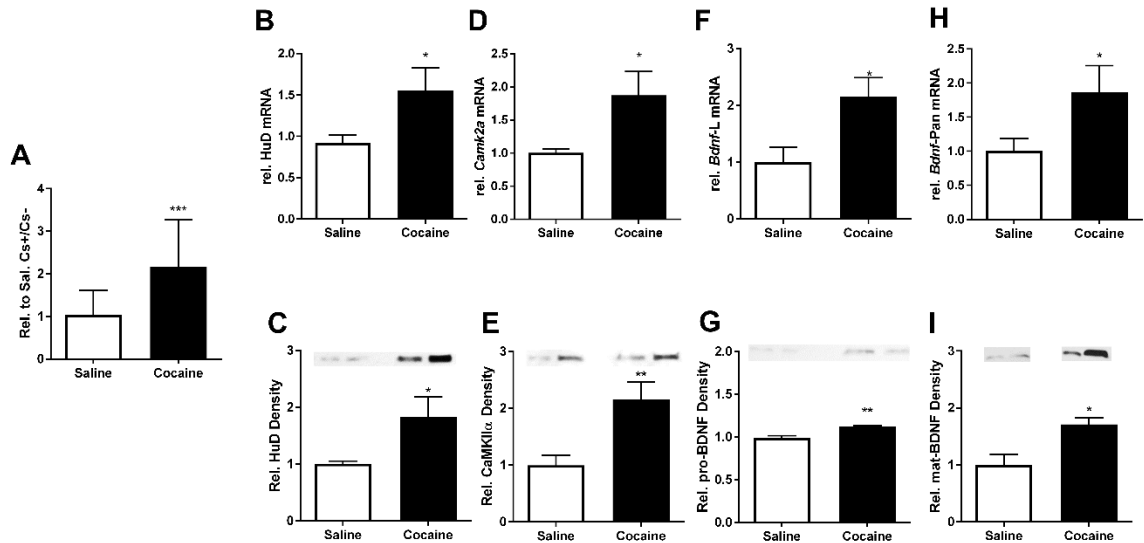 A
Rel. to Sal. Cs+/Cs-
4
3
2
1
0
***
Saline
Cocaine
B
rel. HuD mRNA
2.0
1.5
1.0
0.5
0.0
*
Saline
Cocaine
D
rel. Camk2a mRNA
2.5
2.0
1.5
1.0
0.5
0.0
*
Saline
Cocaine
F
rel. Bdnf-L mRNA
3
2
1
0
*
Saline
Cocaine
H
rel. Bdnf-Pan mRNA
2.5
2.0
1.5
1.0
0.5
0.0
*
Saline
Cocaine
C
Rel. HuD Density
3
2
1
0
*
Saline
Cocaine
E
Rel. CaMKIIα Density
3
2
1
0
**
Saline
Cocaine
G
Rel. pro-BDNF Density
2.0
1.5
1.0
0.5
0.0
**
Saline
Cocaine
I
Rel. mat-BDNF Density
3
2
1
0
*
Saline
Cocaine